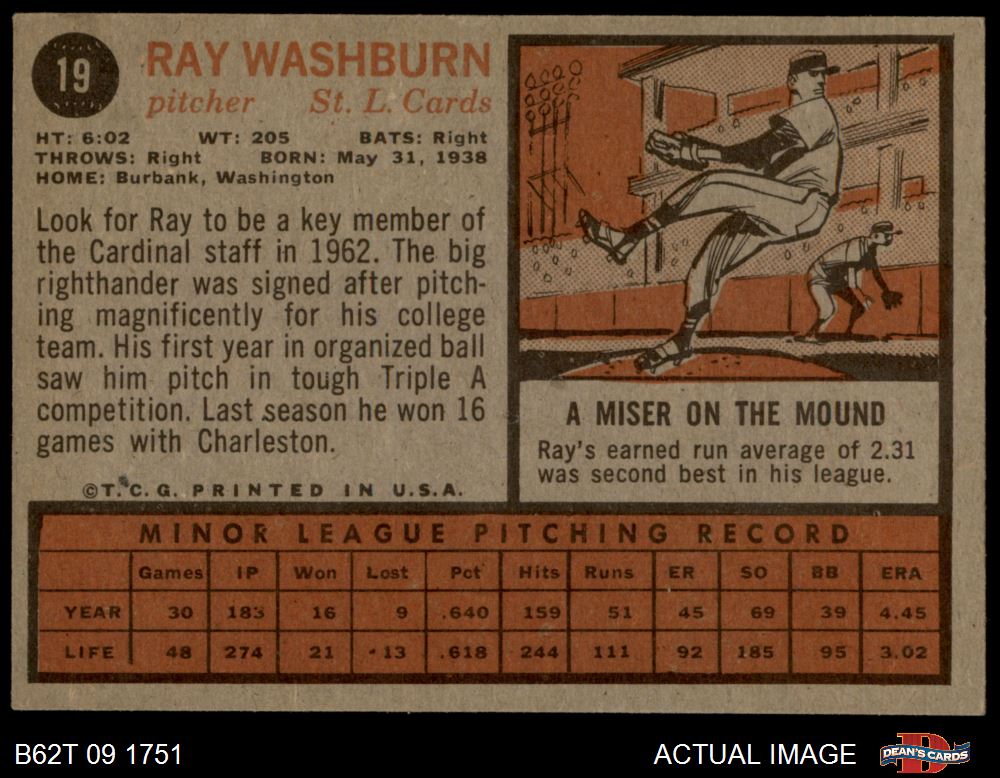 19
RAY WASHBURN
pitcher St. L. Cards
HT: 6:02 WT: 205 BATS: Right
THROWS: Right BORN: May 31, 1938
HOME: Burbank, Washington
Look for Ray to be a key member of
the Cardinal staff in 1962. The big
righthander was signed after pitch-
ing magnificently for his college
team. His first year in organized ball
saw him pitch in tough Triple A
competition. Last season he won 16
games with Charleston.
©T.C.G. PRINTED IN U.S.A.
A MISER ON THE MOUND
Ray's earned run average of 2.31
was second best in his league.
MINOR LEAGUE PITCHING RECORD
Games IP Won Lost Pct Hits Runs ER SO BB ERA
YEAR 30 183 16 9 .640 159 51 45 69 39 4.45
LIFE 48 274 21 13 .618 244 111 92 185 95 3.02
B62T 09 1751
ACTUAL IMAGE
DEAN'S CARDS